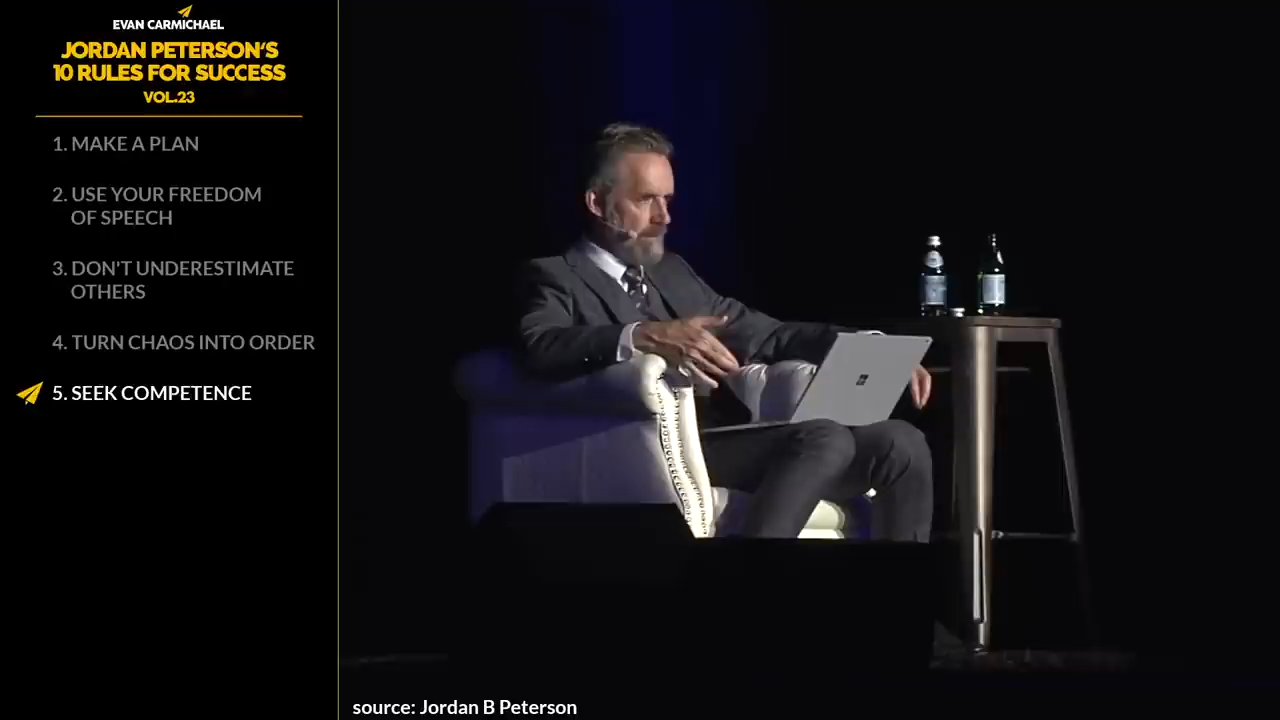 EVAN CARMICHAEL
JORDAN PETERSON'S
10 RULES FOR SUCCESS
VOL.23
1. MAKE A PLAN
2. USE YOUR FREEDOM
OF SPEECH
3. DON'T UNDERESTIMATE
OTHERS
4. TURN CHAOS INTO ORDER
5. SEEK COMPETENCE
source: Jordan B Peterson